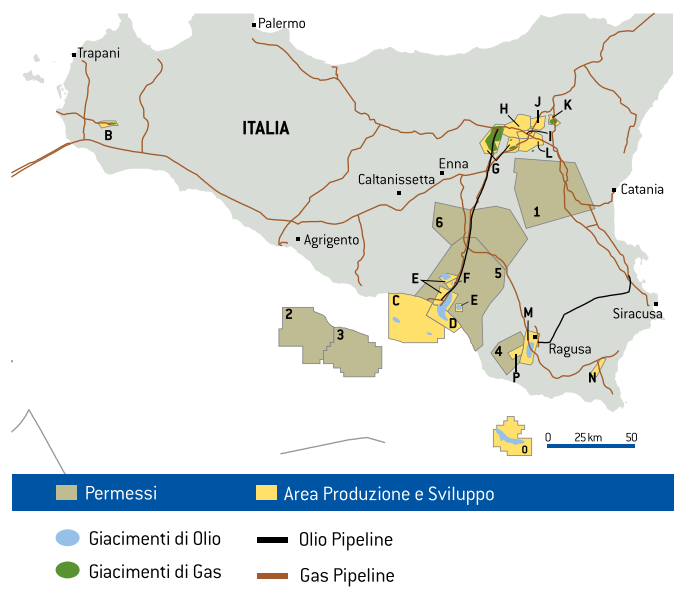 Palermo
Trapani
B
ITALIA
H
J
K
I
L
G
Enna
Caltanissetta
1
Catania
6
Agrigento
5
E
F
C
E
D
2
3
M
Siracusa
4
Ragusa
P
N
0 25 km 50
O
Permessi
Area Produzione e Sviluppo
Giacimenti di Olio
Olio Pipeline
Giacimenti di Gas
Gas Pipeline